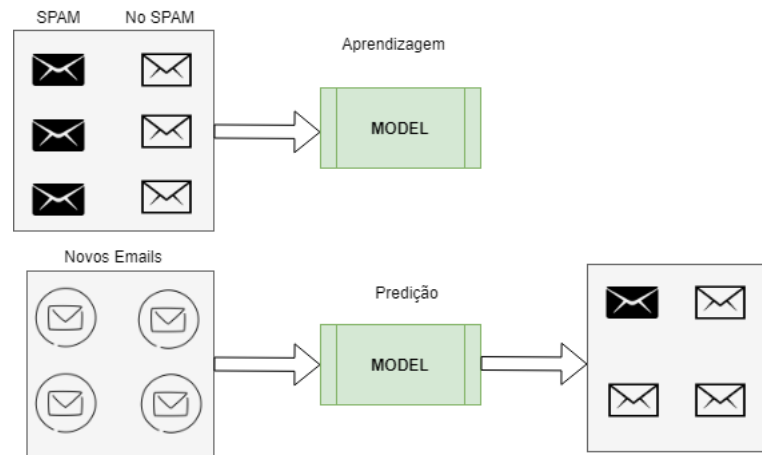 SPAM No SPAM
Aprendizagem
MODEL
Novos Emails
Predição
MODEL